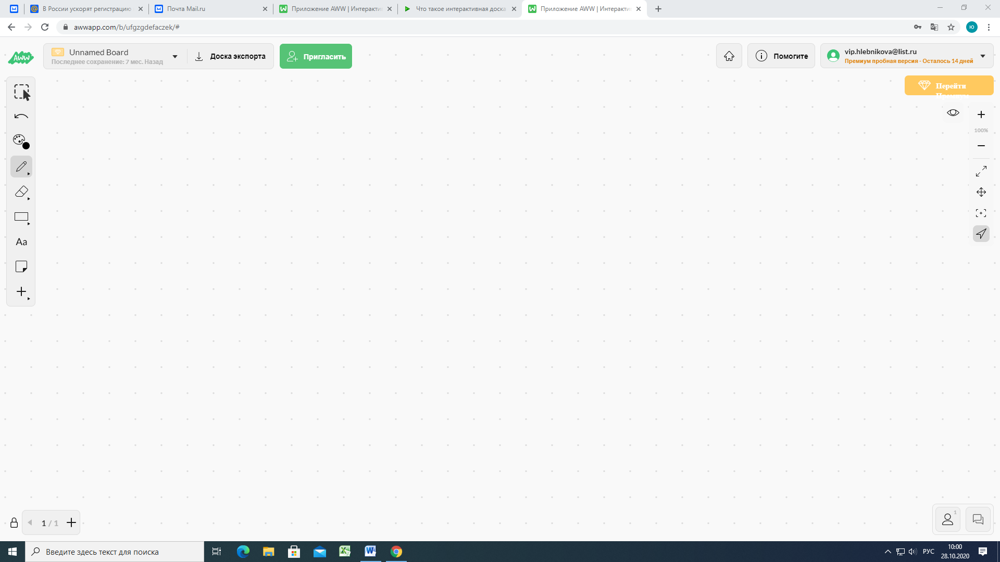 В России ускорят регистрацию
Почта Mail.ru
Приложение AWW | Интеракти
Что такое интерактивная доска
Приложение AWW | Интеракти
awwapp.com/b/ufgzgdefaczek/#
Ю
AWW
Unnamed Board
Последнее сохранение: 7 мес. Назад
Доска экспорта
Пригласить
Помогите
vip.hlebnikova@list.ru
Премиум пробная версия - Осталось 14 дней
Перейти
Премиум
100%
Aa
1 / 1
1
Введите здесь текст для поиска
РУС
10:00
28.10.2020